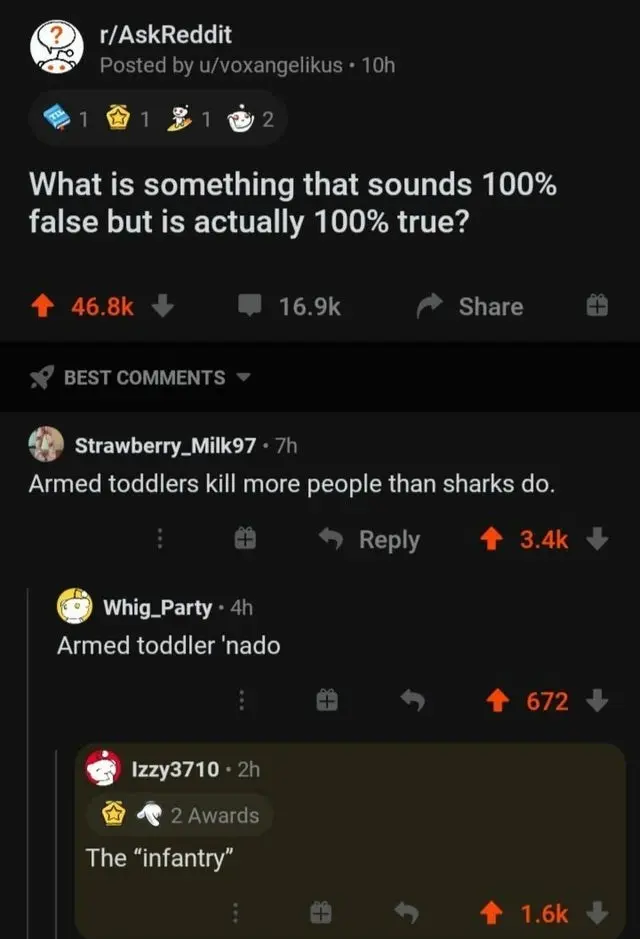 r/AskReddit
Posted by u/voxangelikus • 10h
1 1 1 2
What is something that sounds 100%
false but is actually 100% true?
46.8k 16.9k Share
BEST COMMENTS
Strawberry_Milk97 • 7h
Armed toddlers kill more people than sharks do.
Reply 3.4k
Whig_Party • 4h
Armed toddler 'nado
672
Izzy3710 • 2h
2 Awards
The “infantry”
1.6k